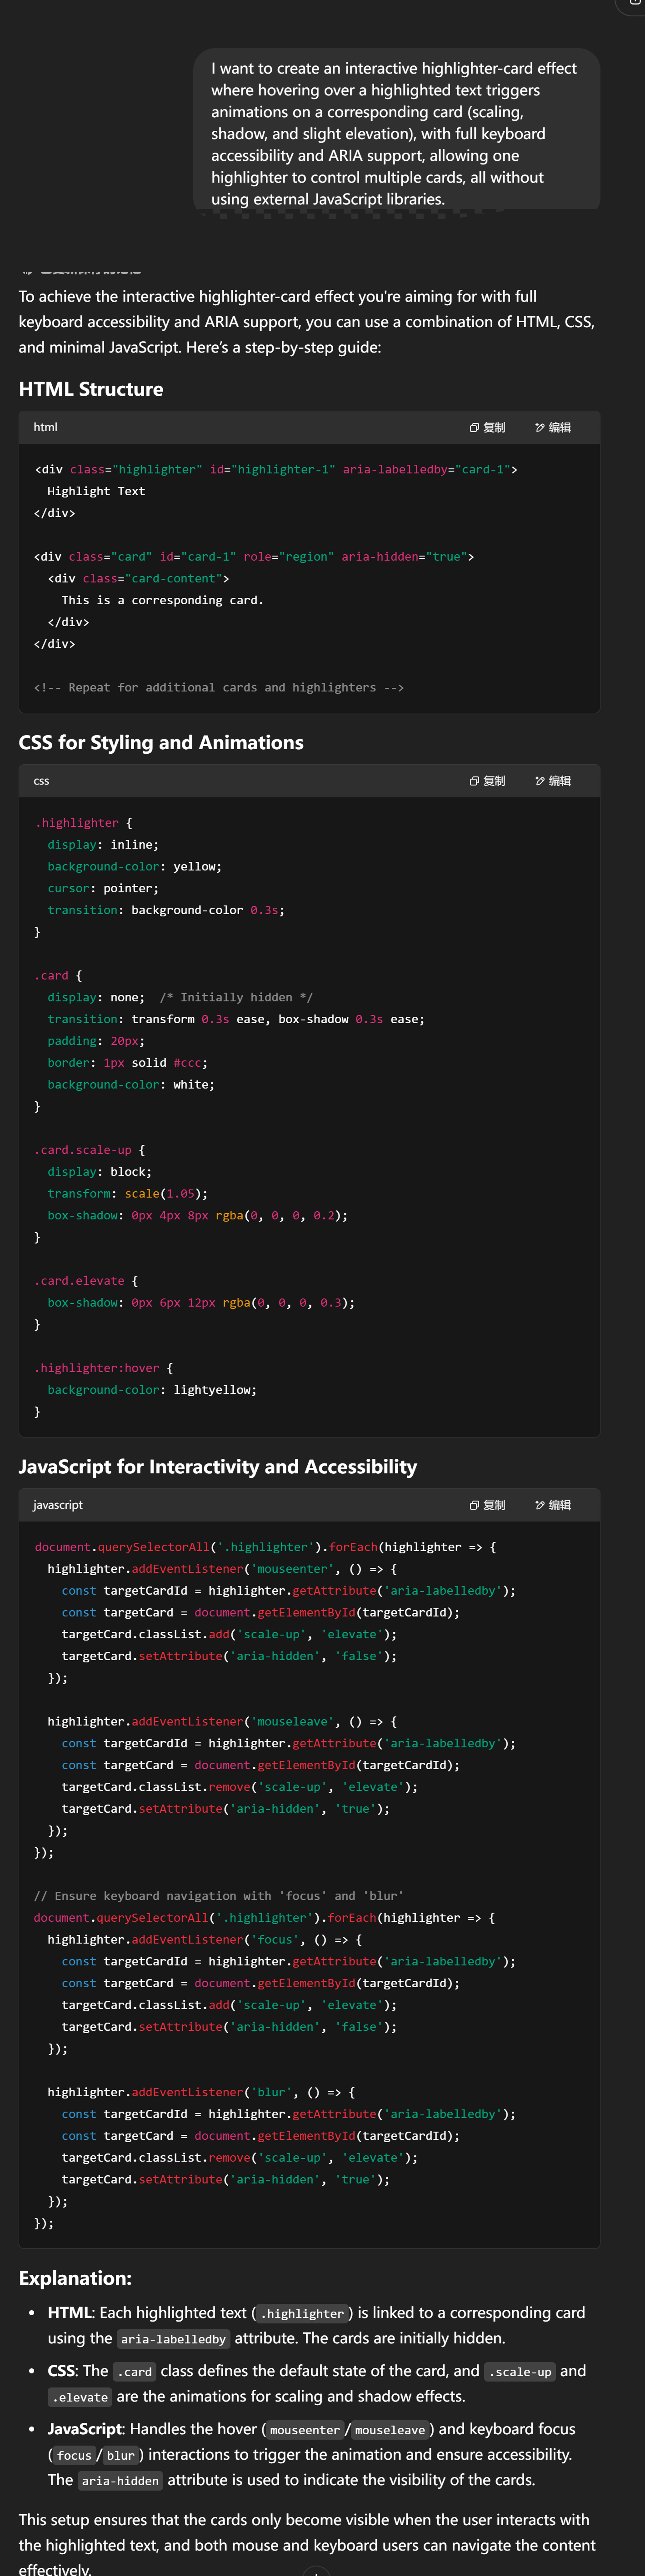 I want to create an interactive highlighter-card effect
where hovering over a highlighted text triggers
animations on a corresponding card (scaling,
shadow, and slight elevation), with full keyboard
accessibility and ARIA support, allowing one
highlighter to control multiple cards, all without
using external JavaScript libraries.
To achieve the interactive highlighter-card effect you're aiming for with full
keyboard accessibility and ARIA support, you can use a combination of HTML, CSS,
and minimal JavaScript. Here’s a step-by-step guide:
HTML Structure
html 复制 编辑
<div class="highlighter" id="highlighter-1" aria-labelledby="card-1">
  Highlight Text
</div>
<div class="card" id="card-1" role="region" aria-hidden="true">
  <div class="card-content">
    This is a corresponding card.
  </div>
</div>
<!-- Repeat for additional cards and highlighters -->
CSS for Styling and Animations
css 复制 编辑
.highlighter {
  display: inline;
  background-color: yellow;
  cursor: pointer;
  transition: background-color 0.3s;
}
.card {
  display: none;  /* Initially hidden */
  transition: transform 0.3s ease, box-shadow 0.3s ease;
  padding: 20px;
  border: 1px solid #ccc;
  background-color: white;
}
.card.scale-up {
  display: block;
  transform: scale(1.05);
  box-shadow: 0px 4px 8px rgba(0, 0, 0, 0.2);
}
.card.elevate {
  box-shadow: 0px 6px 12px rgba(0, 0, 0, 0.3);
}
.highlighter:hover {
  background-color: lightyellow;
}
JavaScript for Interactivity and Accessibility
javascript 复制 编辑
document.querySelectorAll('.highlighter').forEach(highlighter => {
  highlighter.addEventListener('mouseenter', () => {
    const targetCardId = highlighter.getAttribute('aria-labelledby');
    const targetCard = document.getElementById(targetCardId);
    targetCard.classList.add('scale-up', 'elevate');
    targetCard.setAttribute('aria-hidden', 'false');
  });
  highlighter.addEventListener('mouseleave', () => {
    const targetCardId = highlighter.getAttribute('aria-labelledby');
    const targetCard = document.getElementById(targetCardId);
    targetCard.classList.remove('scale-up', 'elevate');
    targetCard.setAttribute('aria-hidden', 'true');
  });
});
// Ensure keyboard navigation with 'focus' and 'blur'
document.querySelectorAll('.highlighter').forEach(highlighter => {
  highlighter.addEventListener('focus', () => {
    const targetCardId = highlighter.getAttribute('aria-labelledby');
    const targetCard = document.getElementById(targetCardId);
    targetCard.classList.add('scale-up', 'elevate');
    targetCard.setAttribute('aria-hidden', 'false');
  });
  highlighter.addEventListener('blur', () => {
    const targetCardId = highlighter.getAttribute('aria-labelledby');
    const targetCard = document.getElementById(targetCardId);
    targetCard.classList.remove('scale-up', 'elevate');
    targetCard.setAttribute('aria-hidden', 'true');
  });
});
Explanation:
• HTML: Each highlighted text (.highlighter) is linked to a corresponding card
using the aria-labelledby attribute. The cards are initially hidden.
• CSS: The .card class defines the default state of the card, and .scale-up and
.elevate are the animations for scaling and shadow effects.
• JavaScript: Handles the hover (mouseenter/mouseleave) and keyboard focus
(focus/blur) interactions to trigger the animation and ensure accessibility.
The aria-hidden attribute is used to indicate the visibility of the cards.
This setup ensures that the cards only become visible when the user interacts with
the highlighted text, and both mouse and keyboard users can navigate the content
effectively.